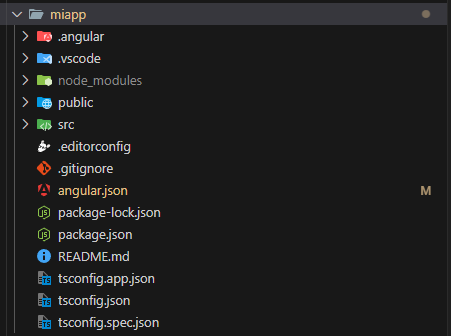 miapp
.angular
.vscode
node_modules
public
src
.editorconfig
.gitignore
angular.json M
package-lock.json
package.json
README.md
tsconfig.app.json
tsconfig.json
tsconfig.spec.json